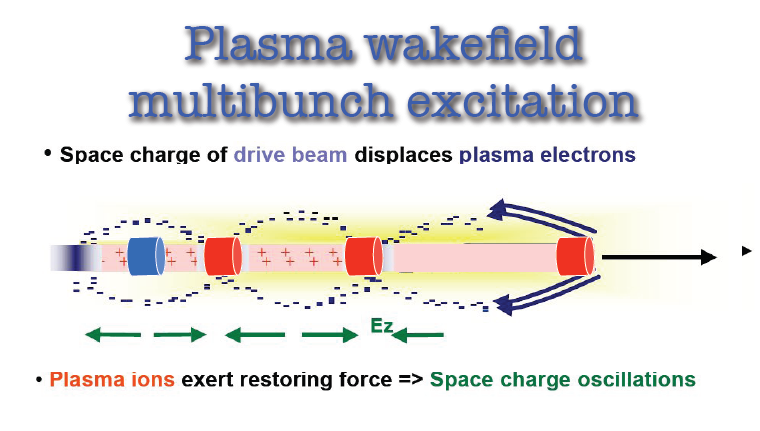 Plasma wakefield
multibunch excitation
• Space charge of drive beam displaces plasma electrons
+ + + + + + + +
+ + + + + + +
Ez
• Plasma ions exert restoring force => Space charge oscillations